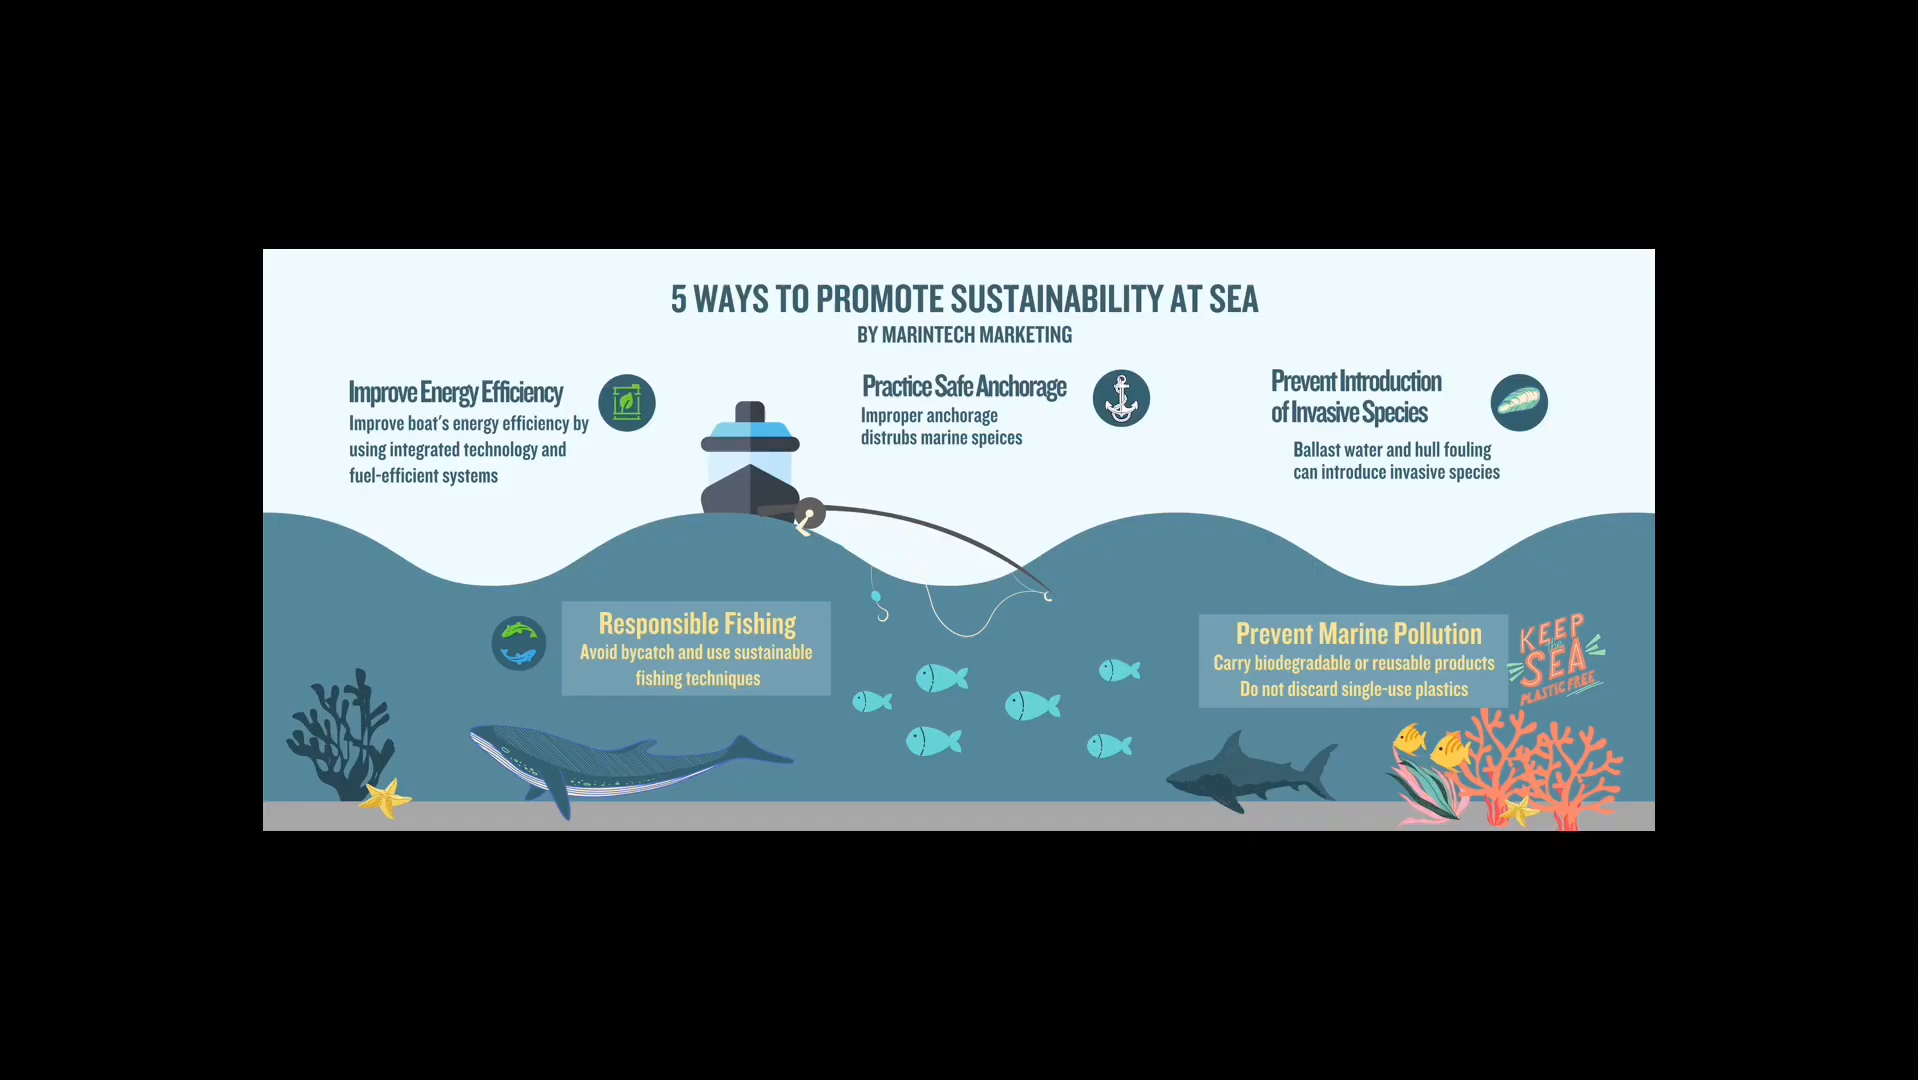 5 WAYS TO PROMOTE SUSTAINABILITY AT SEA
BY MARINTECH MARKETING
Improve Energy Efficiency
Improve boat's energy efficiency by
using integrated technology and
fuel-efficient systems
Practice Safe Anchorage
Improper anchorage
distrubs marine speices
Prevent Introduction
of Invasive Species
Ballast water and hull fouling
can introduce invasive species
Responsible Fishing
Avoid bycatch and use sustainable
fishing techniques
Prevent Marine Pollution
Carry biodegradable or reusable products
Do not discard single-use plastics
KEEP
the
SEA
PLASTIC FREE